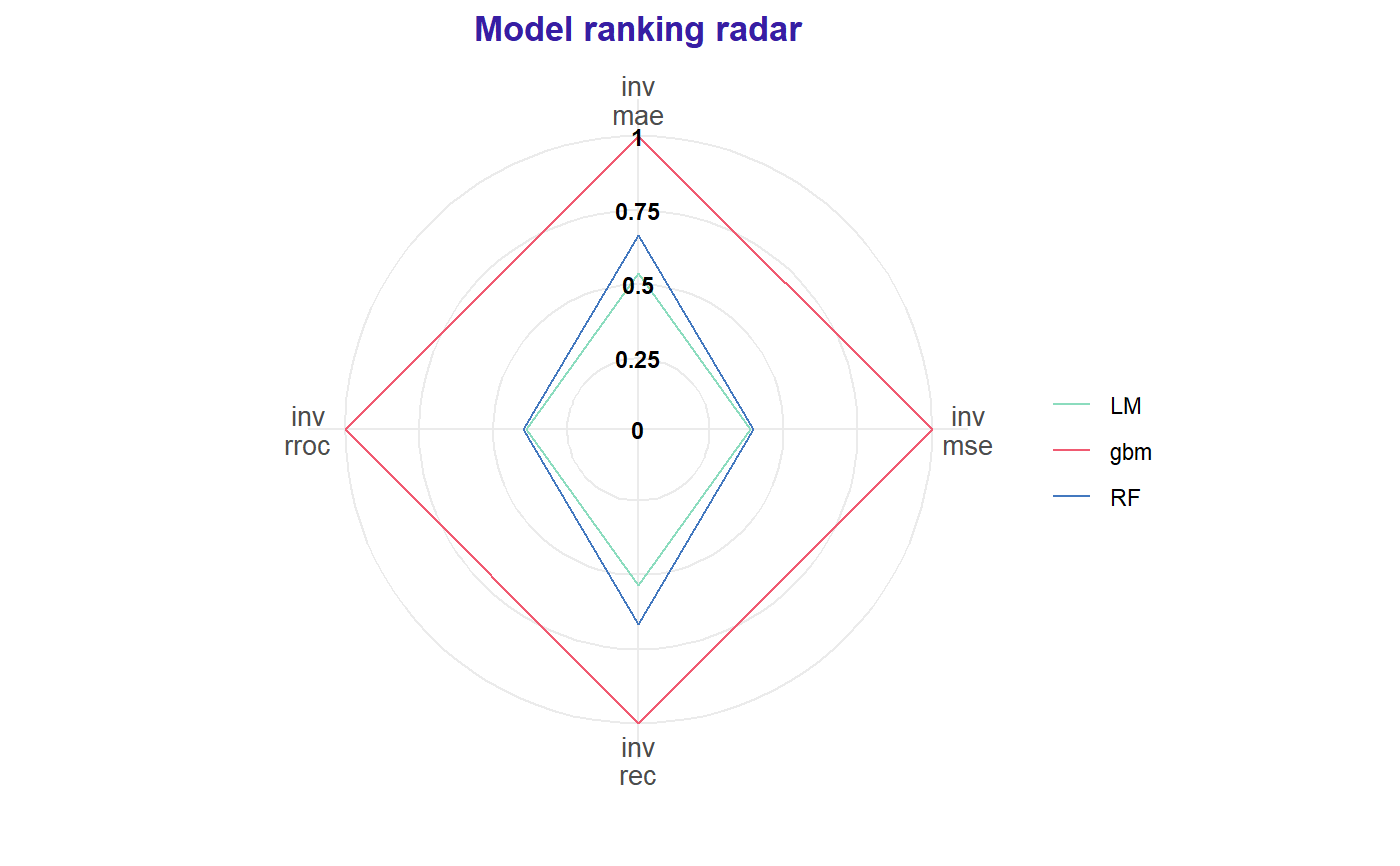 Model ranking radar
inv
mae
1
0.75
0.5
0.25
0
inv
rroc
inv
mse
LM
gbm
RF
inv
rec